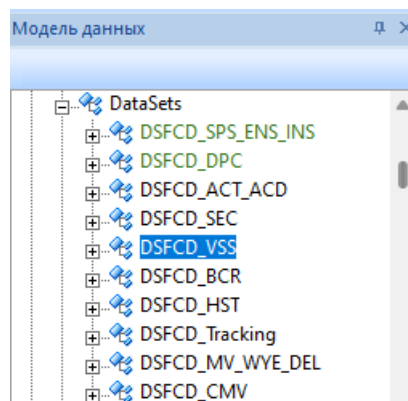 Модель данных
DataSets
DSFCD_SPS_ENS_INS
DSFCD_DPC
DSFCD_ACT_ACD
DSFCD_SEC
DSFCD_VSS
DSFCD_BCR
DSFCD_HST
DSFCD_Tracking
DSFCD_MV_WYE_DEL
DSFCD_CMV